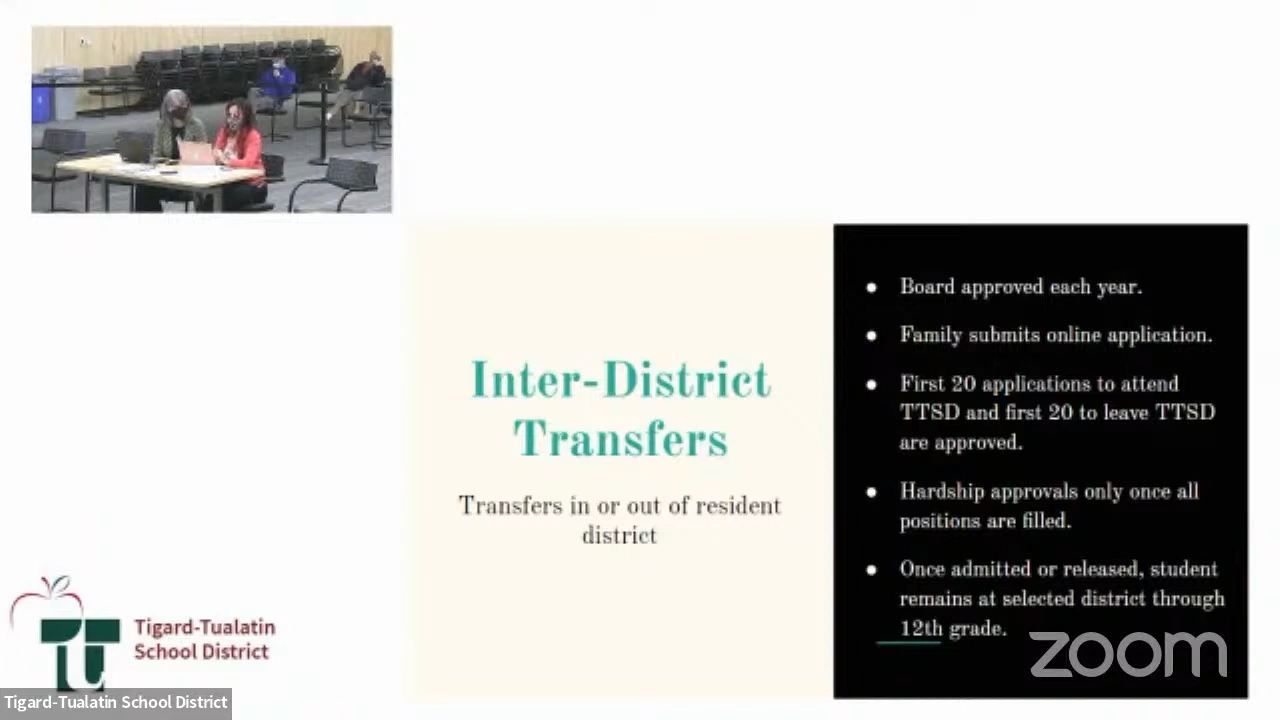 Inter-District
Transfers
Transfers in or out of resident
district
● Board approved each year.
● Family submits online application.
● First 20 applications to attend
TTSD and first 20 to leave TTSD
are approved.
● Hardship approvals only once all
positions are filled.
● Once admitted or released, student
remains at selected district through
12th grade.
zoom
Tigard-Tualatin
School District
Tigard-Tualatin School District